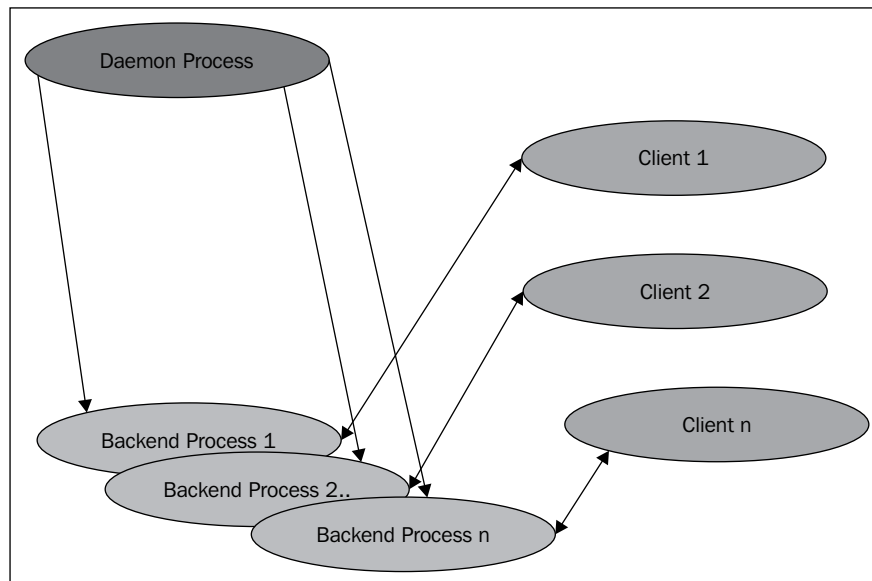 Daemon Process
Client 1
Client 2
Client n
Backend Process 1
Backend Process 2..
Backend Process n